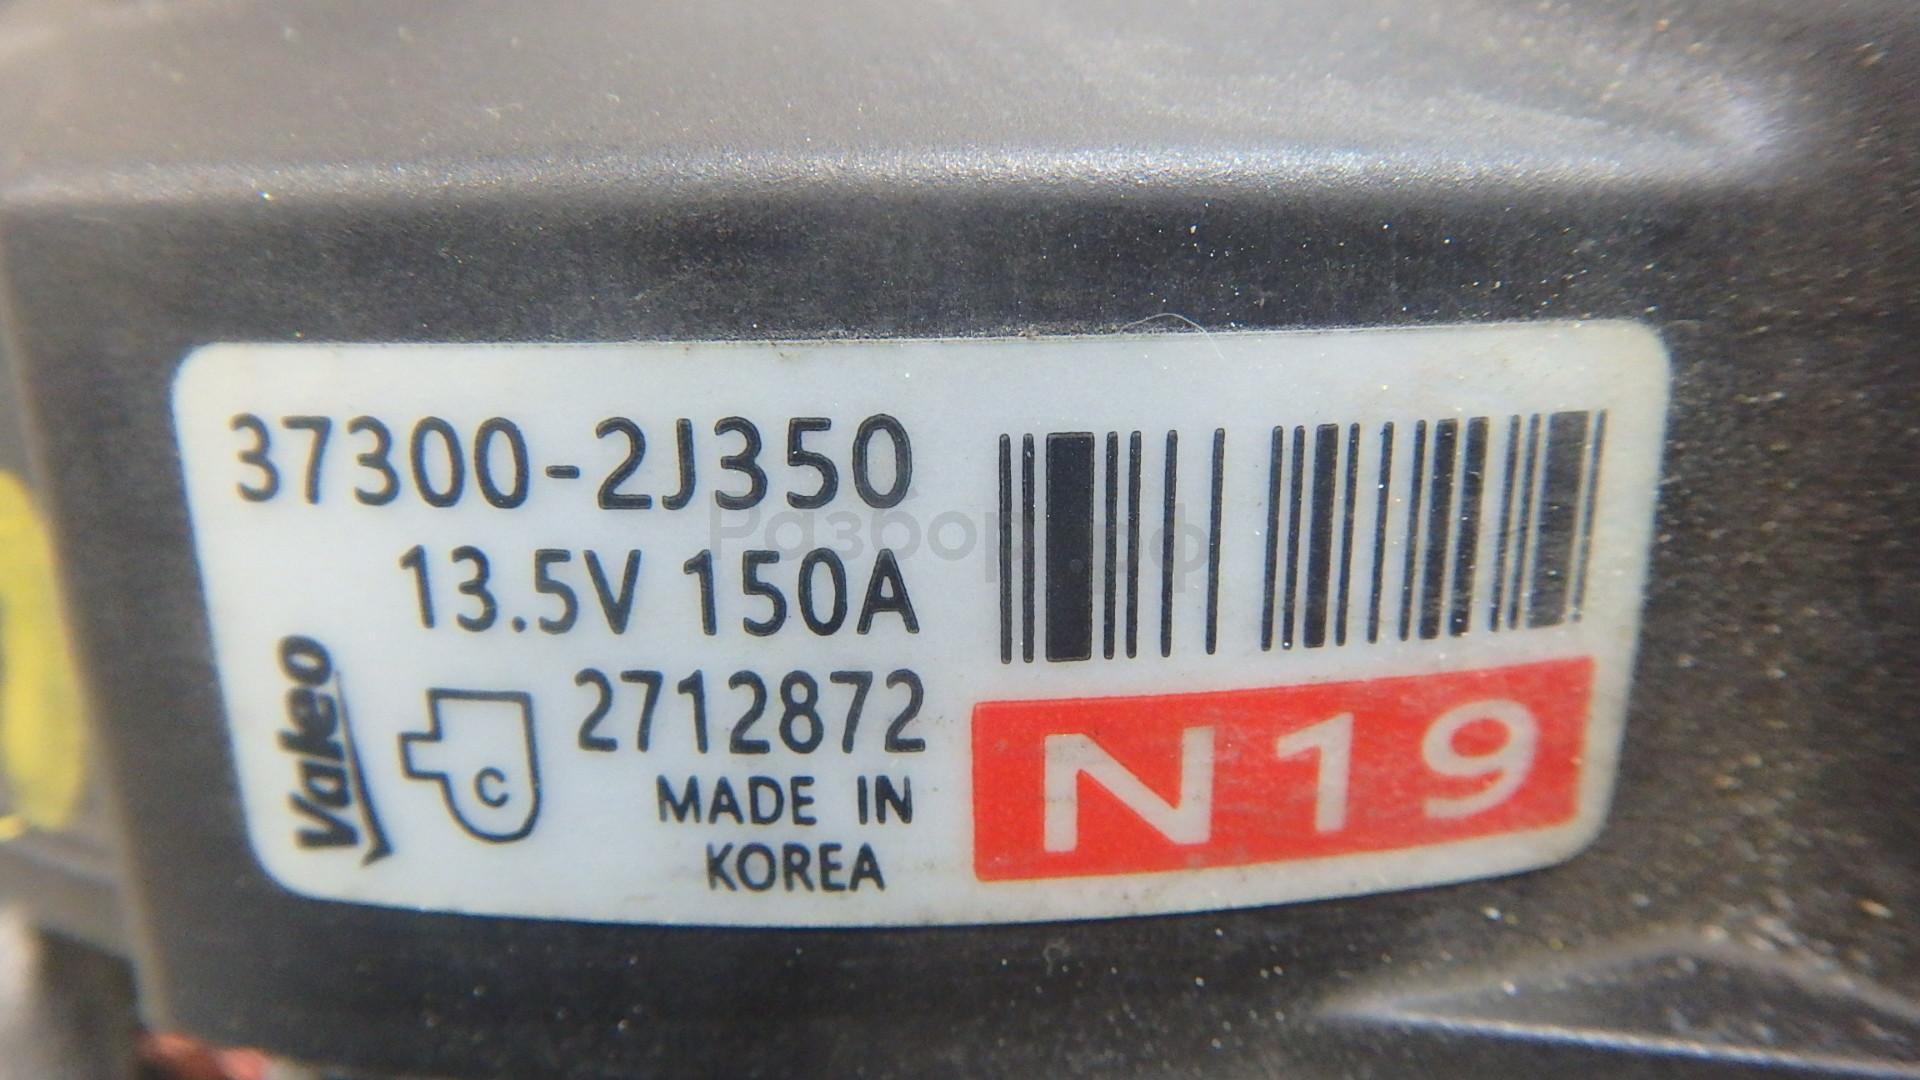 37300-2J350
13.5V 150A
Valeo
C
2712872
MADE IN
KOREA
N19
Разбор.рф